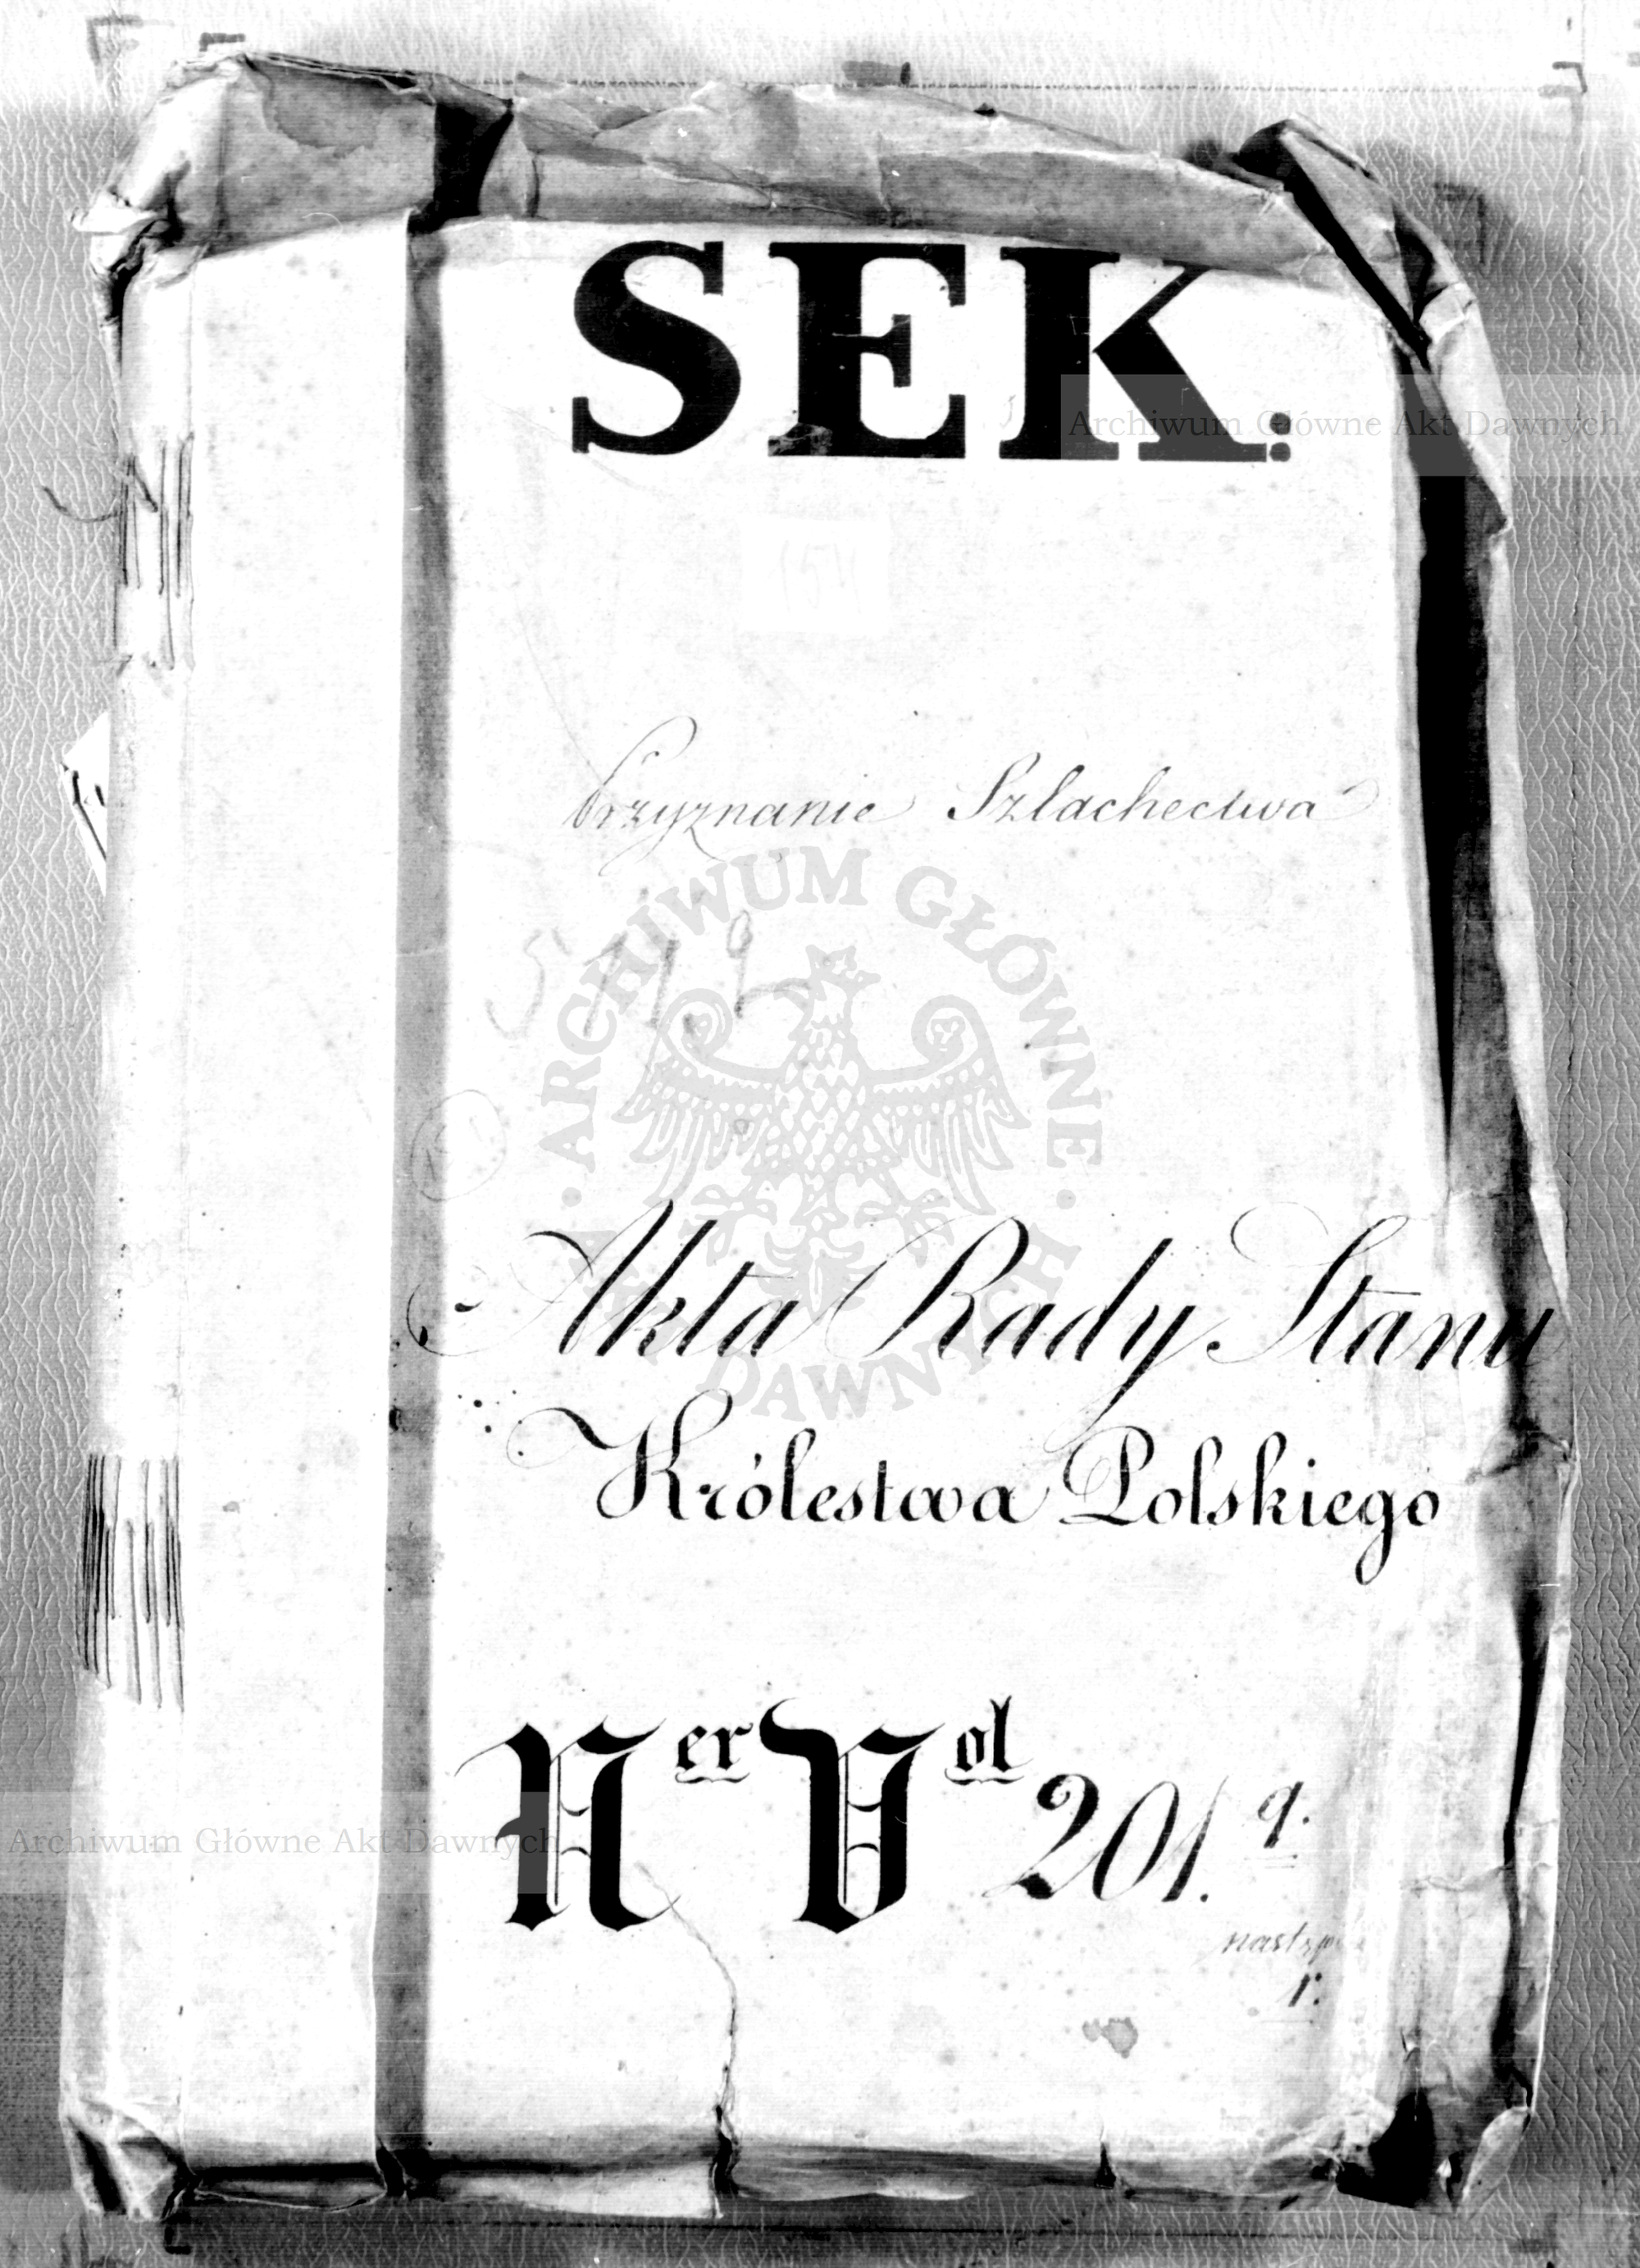 SEK.
Archiwum Główne Akt Dawnych
Przyznanie Szlachectwa
ARCHIWUM GŁÓWNE AKT DAWNYCH
Akta Rady Stanu
Królestwa Polskiego
Ner Vol 201. q.
Archiwum Główne Akt Dawnych
r.